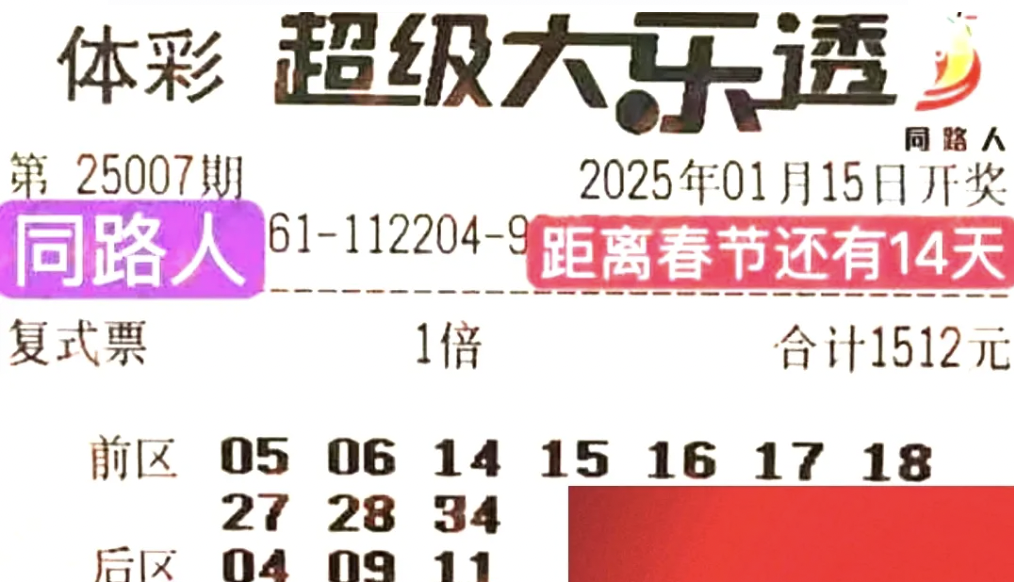 体彩 超级大乐透
同路人
第 25007期 2025年01月15日开奖
同路人 61-112204-9 距离春节还有14天
复式票 1倍 合计1512元
前区 05 06 14 15 16 17 18
27 28 34
后区 04 09 11